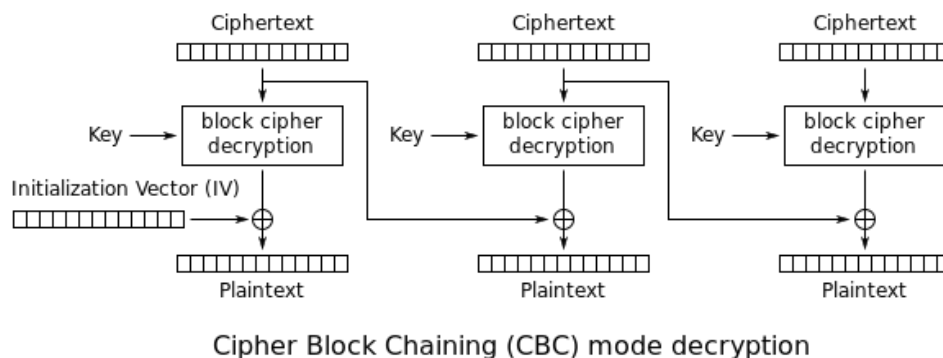 Ciphertext Ciphertext Ciphertext
Key block cipher decryption Key block cipher decryption Key block cipher decryption
Initialization Vector (IV)
Plaintext Plaintext Plaintext
Cipher Block Chaining (CBC) mode decryption